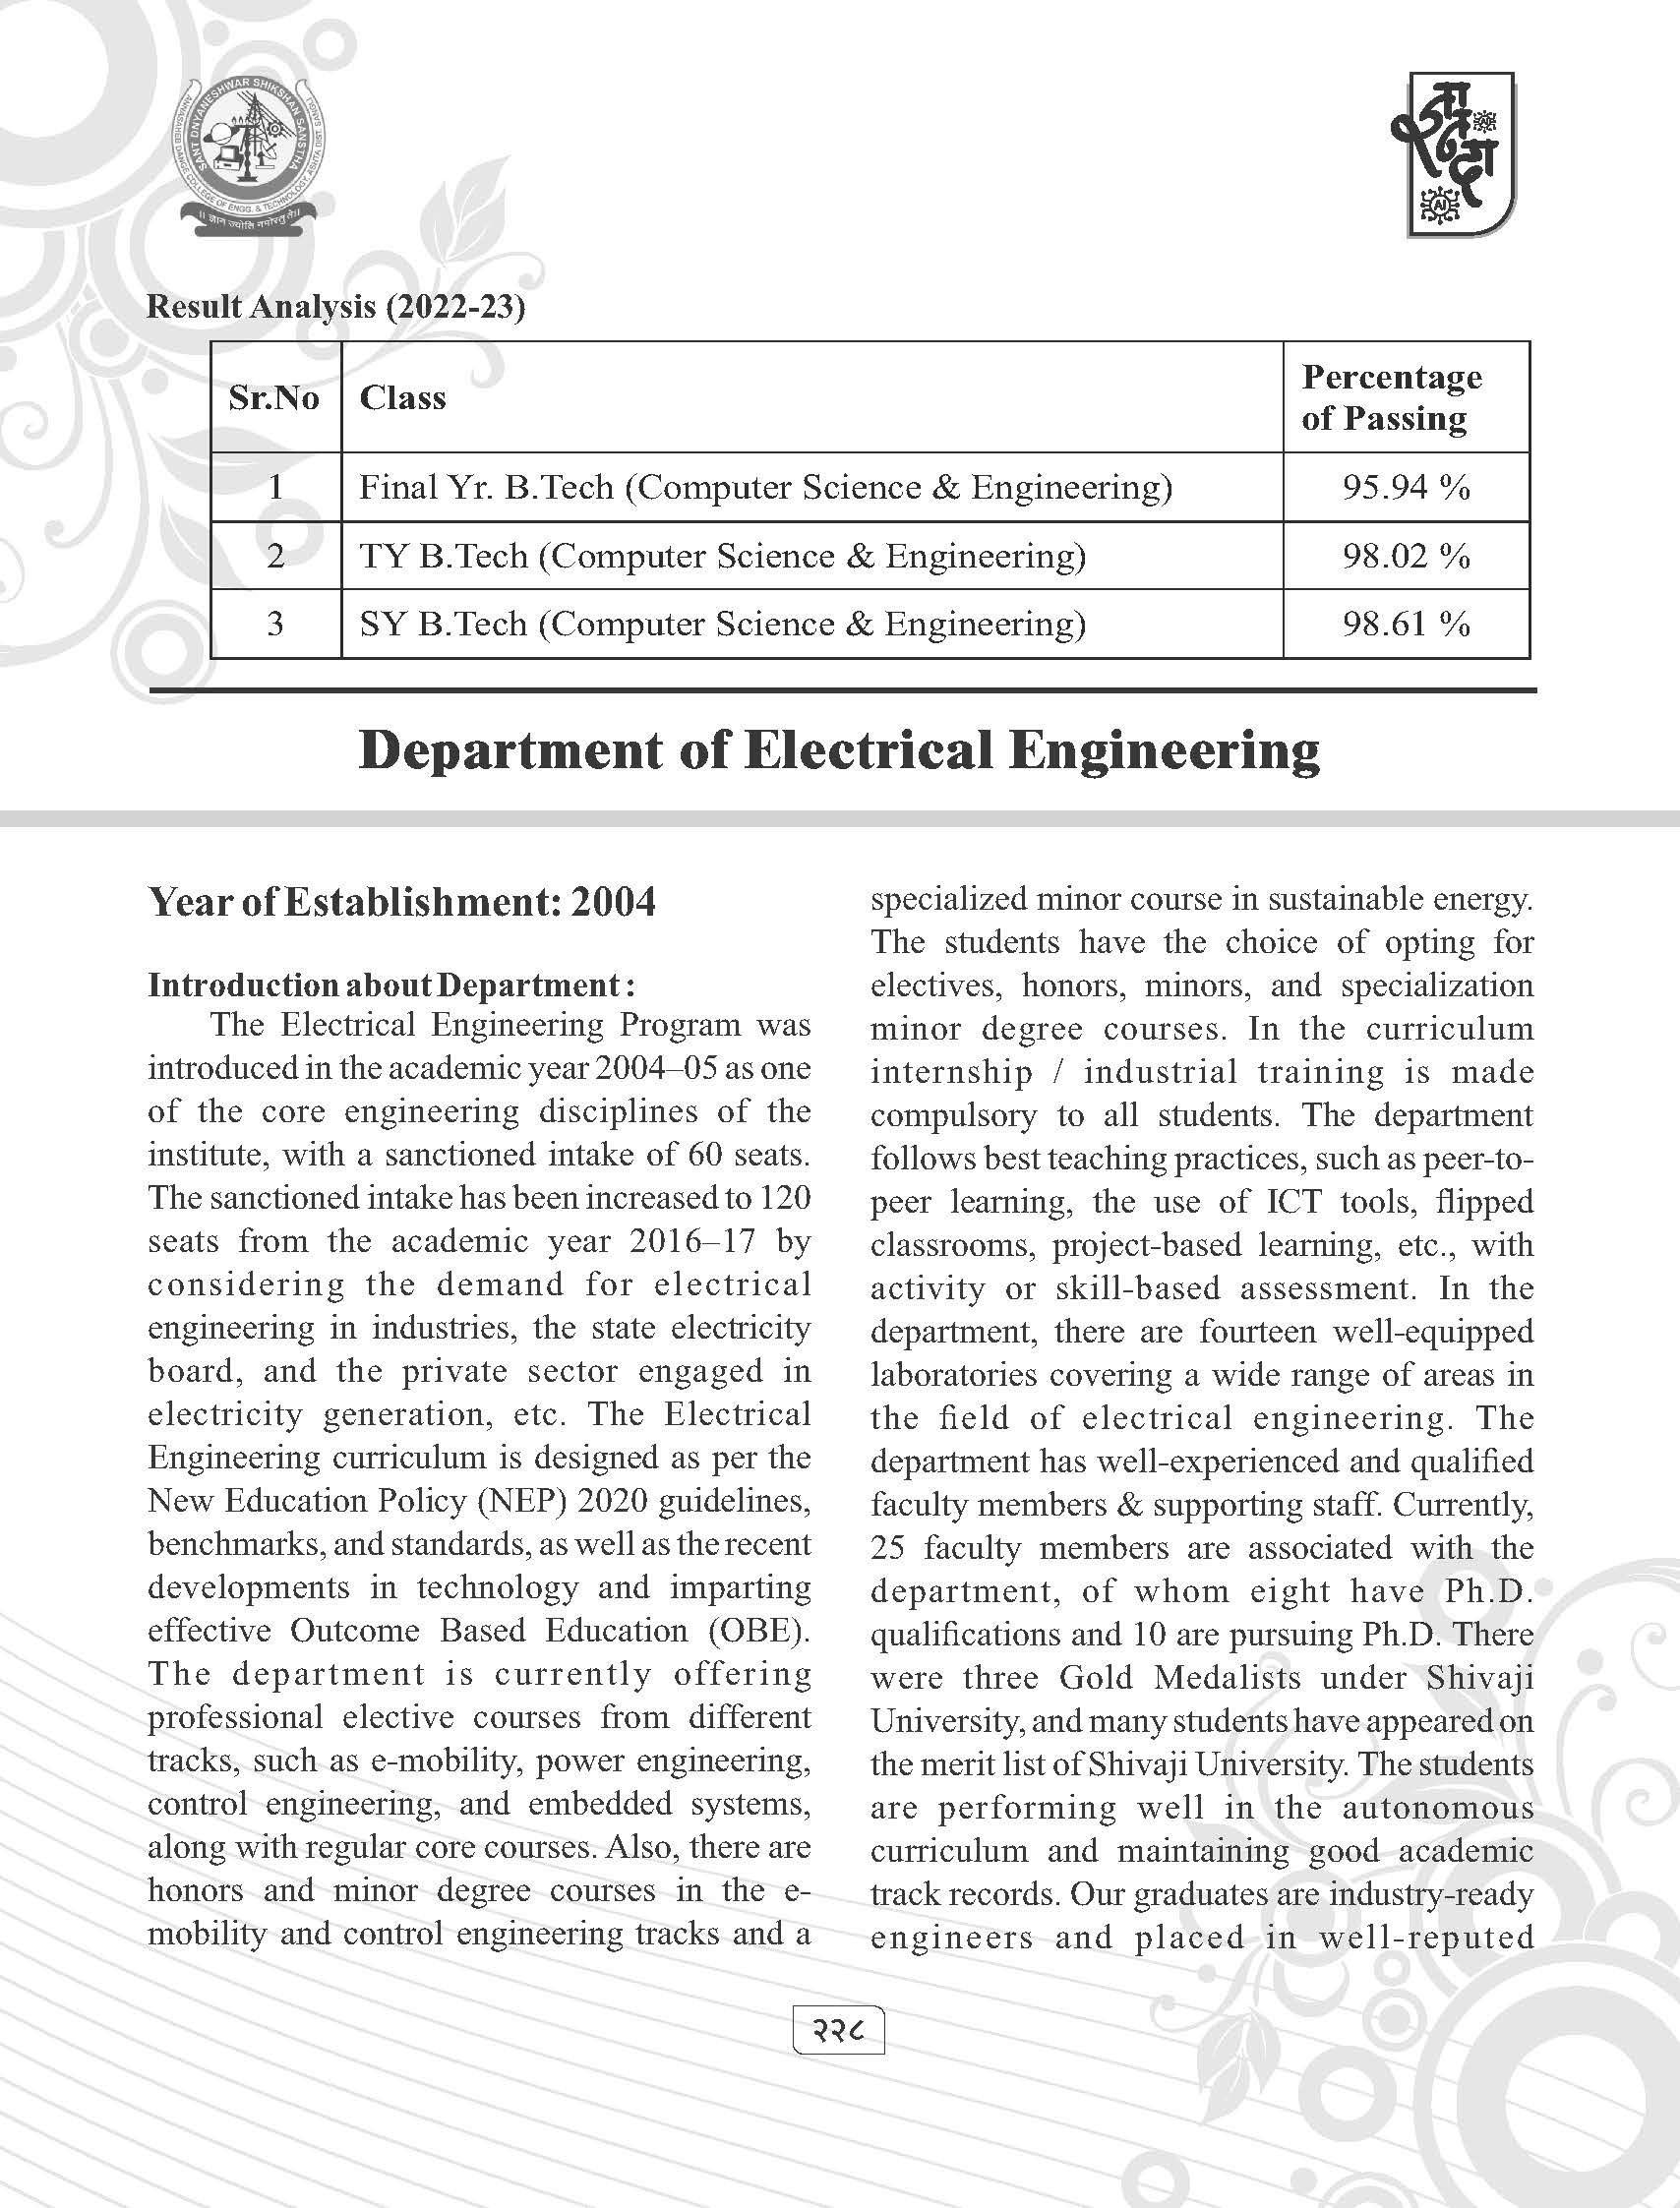 SANT DNYANESHWAR SHIKSHAN SANSTHA
ANNASAHEB DANGE COLLEGE OF ENGG. & TECHNOLOGY, ASHTA DIST. SANGLI
Result Analysis (2022-23)
Sr.No Class Percentage of Passing
1 Final Yr. B.Tech (Computer Science & Engineering) 95.94 %
2 TY B.Tech (Computer Science & Engineering) 98.02 %
3 SY B.Tech (Computer Science & Engineering) 98.61 %
Department of Electrical Engineering
Year of Establishment: 2004
Introduction about Department :
The Electrical Engineering Program was
introduced in the academic year 2004–05 as one
of the core engineering disciplines of the
institute, with a sanctioned intake of 60 seats.
The sanctioned intake has been increased to 120
seats from the academic year 2016–17 by
considering the demand for electrical
engineering in industries, the state electricity
board, and the private sector engaged in
electricity generation, etc. The Electrical
Engineering curriculum is designed as per the
New Education Policy (NEP) 2020 guidelines,
benchmarks, and standards, as well as the recent
developments in technology and imparting
effective Outcome Based Education (OBE).
The department is currently offering
professional elective courses from different
tracks, such as e-mobility, power engineering,
control engineering, and embedded systems,
along with regular core courses. Also, there are
honors and minor degree courses in the e-
mobility and control engineering tracks and a
specialized minor course in sustainable energy.
The students have the choice of opting for
electives, honors, minors, and specialization
minor degree courses. In the curriculum
internship / industrial training is made
compulsory to all students. The department
follows best teaching practices, such as peer-to-
peer learning, the use of ICT tools, flipped
classrooms, project-based learning, etc., with
activity or skill-based assessment. In the
department, there are fourteen well-equipped
laboratories covering a wide range of areas in
the field of electrical engineering. The
department has well-experienced and qualified
faculty members & supporting staff. Currently,
25 faculty members are associated with the
department, of whom eight have Ph.D.
qualifications and 10 are pursuing Ph.D. There
were three Gold Medalists under Shivaji
University, and many students have appeared on
the merit list of Shivaji University. The students
are performing well in the autonomous
curriculum and maintaining good academic
track records. Our graduates are industry-ready
engineers and placed in well-reputed
२२८